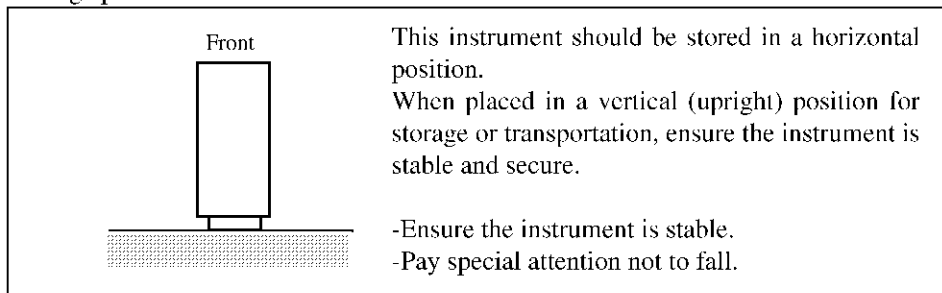 Front
This instrument should be stored in a horizontal
position.
When placed in a vertical (upright) position for
storage or transportation, ensure the instrument is
stable and secure.
-Ensure the instrument is stable.
-Pay special attention not to fall.